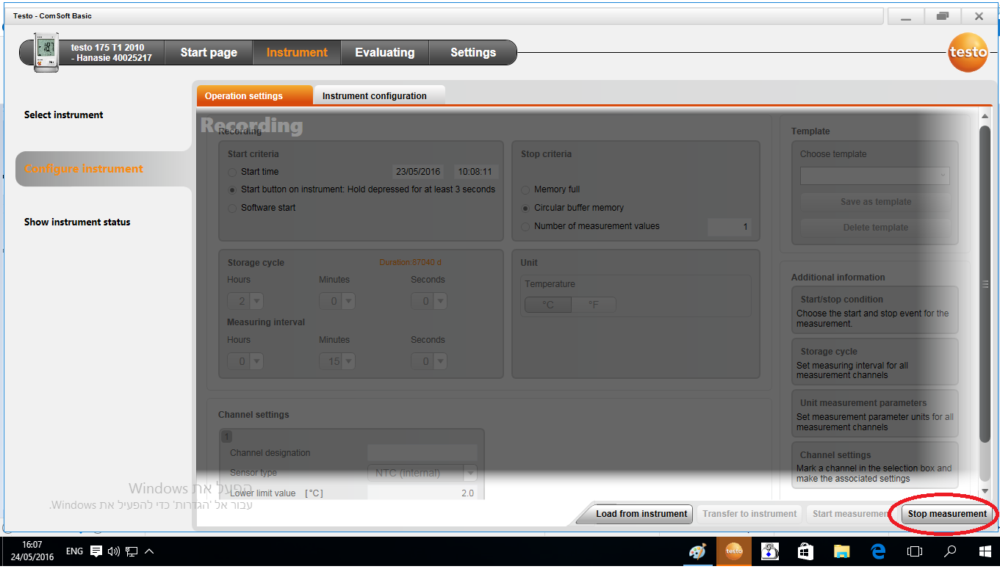 Testo - ComSoft Basic
testo 175 T1 2010
- Hanasie 40025217
Start page
Instrument
Evaluating
Settings
testo
Operation settings
Instrument configuration
Select instrument
Configure instrument
Show instrument status
Recording
Recording
Start criteria
Start time
23/05/2016
10:08:11
Start button on instrument: Hold depressed for at least 3 seconds
Software start
Stop criteria
Memory full
Circular buffer memory
Number of measurement values
1
Storage cycle
Duration:87040 d
Hours
Minutes
Seconds
2
0
0
Measuring interval
Hours
Minutes
Seconds
0
15
0
Unit
Temperature
°C
°F
Channel settings
1
Channel designation
Sensor type
NTC (internal)
Lower limit value [°C]
2.0
Template
Choose template
Save as template
Delete template
Additional information
Start/stop condition
Choose the start and stop event for the
measurement.
Storage cycle
Set measuring interval for all
measurement channels
Unit measurement parameters
Set measurement parameter units for all
measurement channels
Channel settings
Mark a channel in the selection box and
make the associated settings
הפעל את Windows
עבור אל 'הגדרות' כדי להפעיל את Windows.
Load from instrument
Transfer to instrument
Start measuremen
Stop measurement
16:07
24/05/2016
ENG
testo